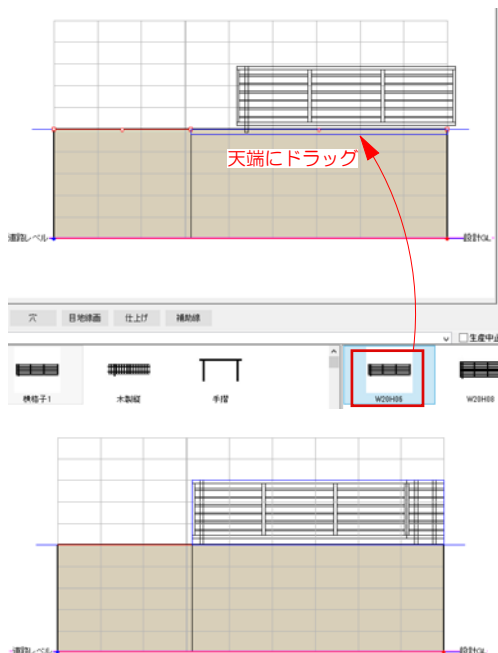 天端にドラッグ
道路レベル
設計GL
穴 目地線画 仕上げ 補助線
生産中止
横格子1 木製縦 手摺 W20H06 W20H08
道路レベル
設計GL